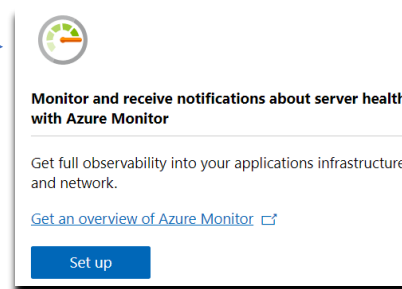 Monitor and receive notifications about server health
with Azure Monitor
Get full observability into your applications infrastructure
and network.
Get an overview of Azure Monitor
Set up